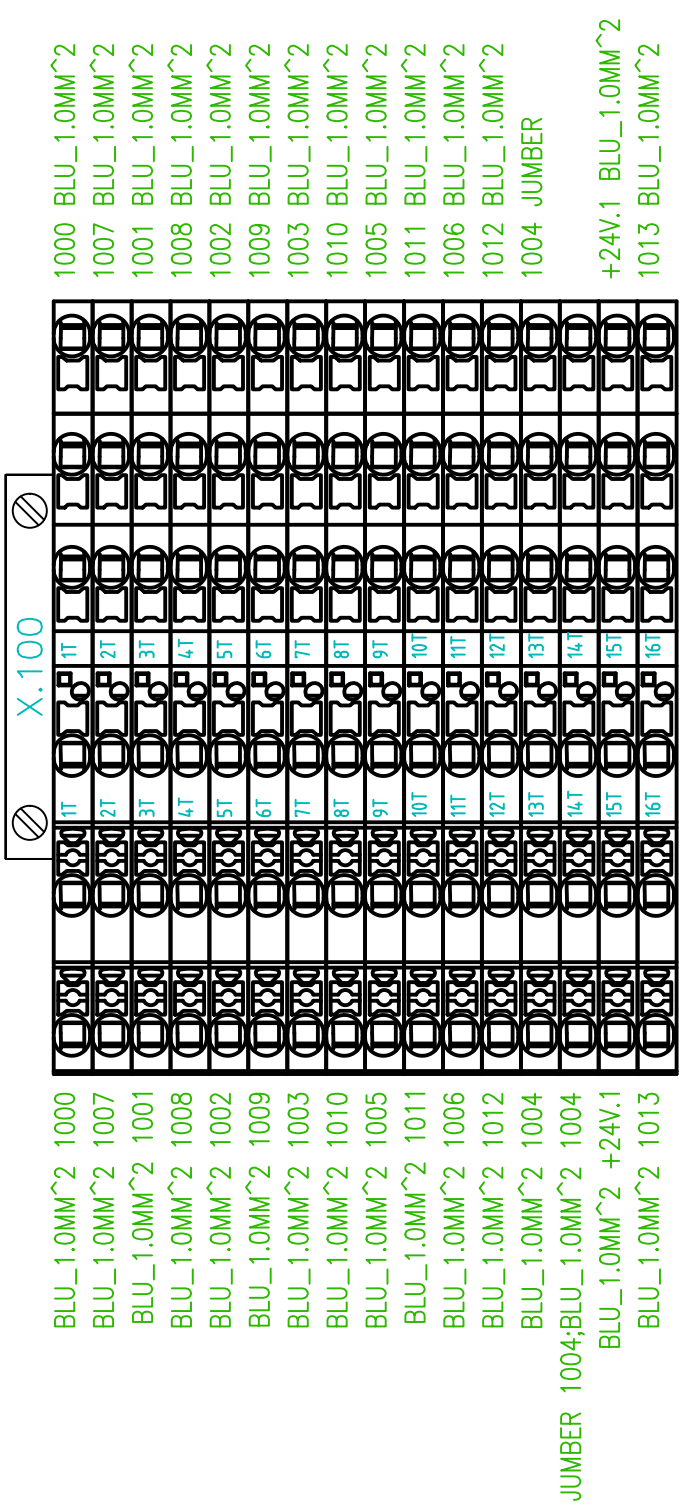 1000 BLU_1.0MM^2
1007 BLU_1.0MM^2
1001 BLU_1.0MM^2
1008 BLU_1.0MM^2
1002 BLU_1.0MM^2
1009 BLU_1.0MM^2
1003 BLU_1.0MM^2
1010 BLU_1.0MM^2
1005 BLU_1.0MM^2
1011 BLU_1.0MM^2
1006 BLU_1.0MM^2
1012 BLU_1.0MM^2
1004 JUMBER
+24V.1 BLU_1.0MM^2
1013 BLU_1.0MM^2
X.100
1T
2T
3T
4T
5T
6T
7T
8T
9T
10T
11T
12T
13T
14T
15T
16T
1T
2T
3T
4T
5T
6T
7T
8T
9T
10T
11T
12T
13T
14T
15T
16T
BLU_1.0MM^2 1000
BLU_1.0MM^2 1007
BLU_1.0MM^2 1001
BLU_1.0MM^2 1008
BLU_1.0MM^2 1002
BLU_1.0MM^2 1009
BLU_1.0MM^2 1003
BLU_1.0MM^2 1010
BLU_1.0MM^2 1005
BLU_1.0MM^2 1011
BLU_1.0MM^2 1006
BLU_1.0MM^2 1012
BLU_1.0MM^2 1004
JUMBER 1004;BLU_1.0MM^2 1004
BLU_1.0MM^2 +24V.1
BLU_1.0MM^2 1013